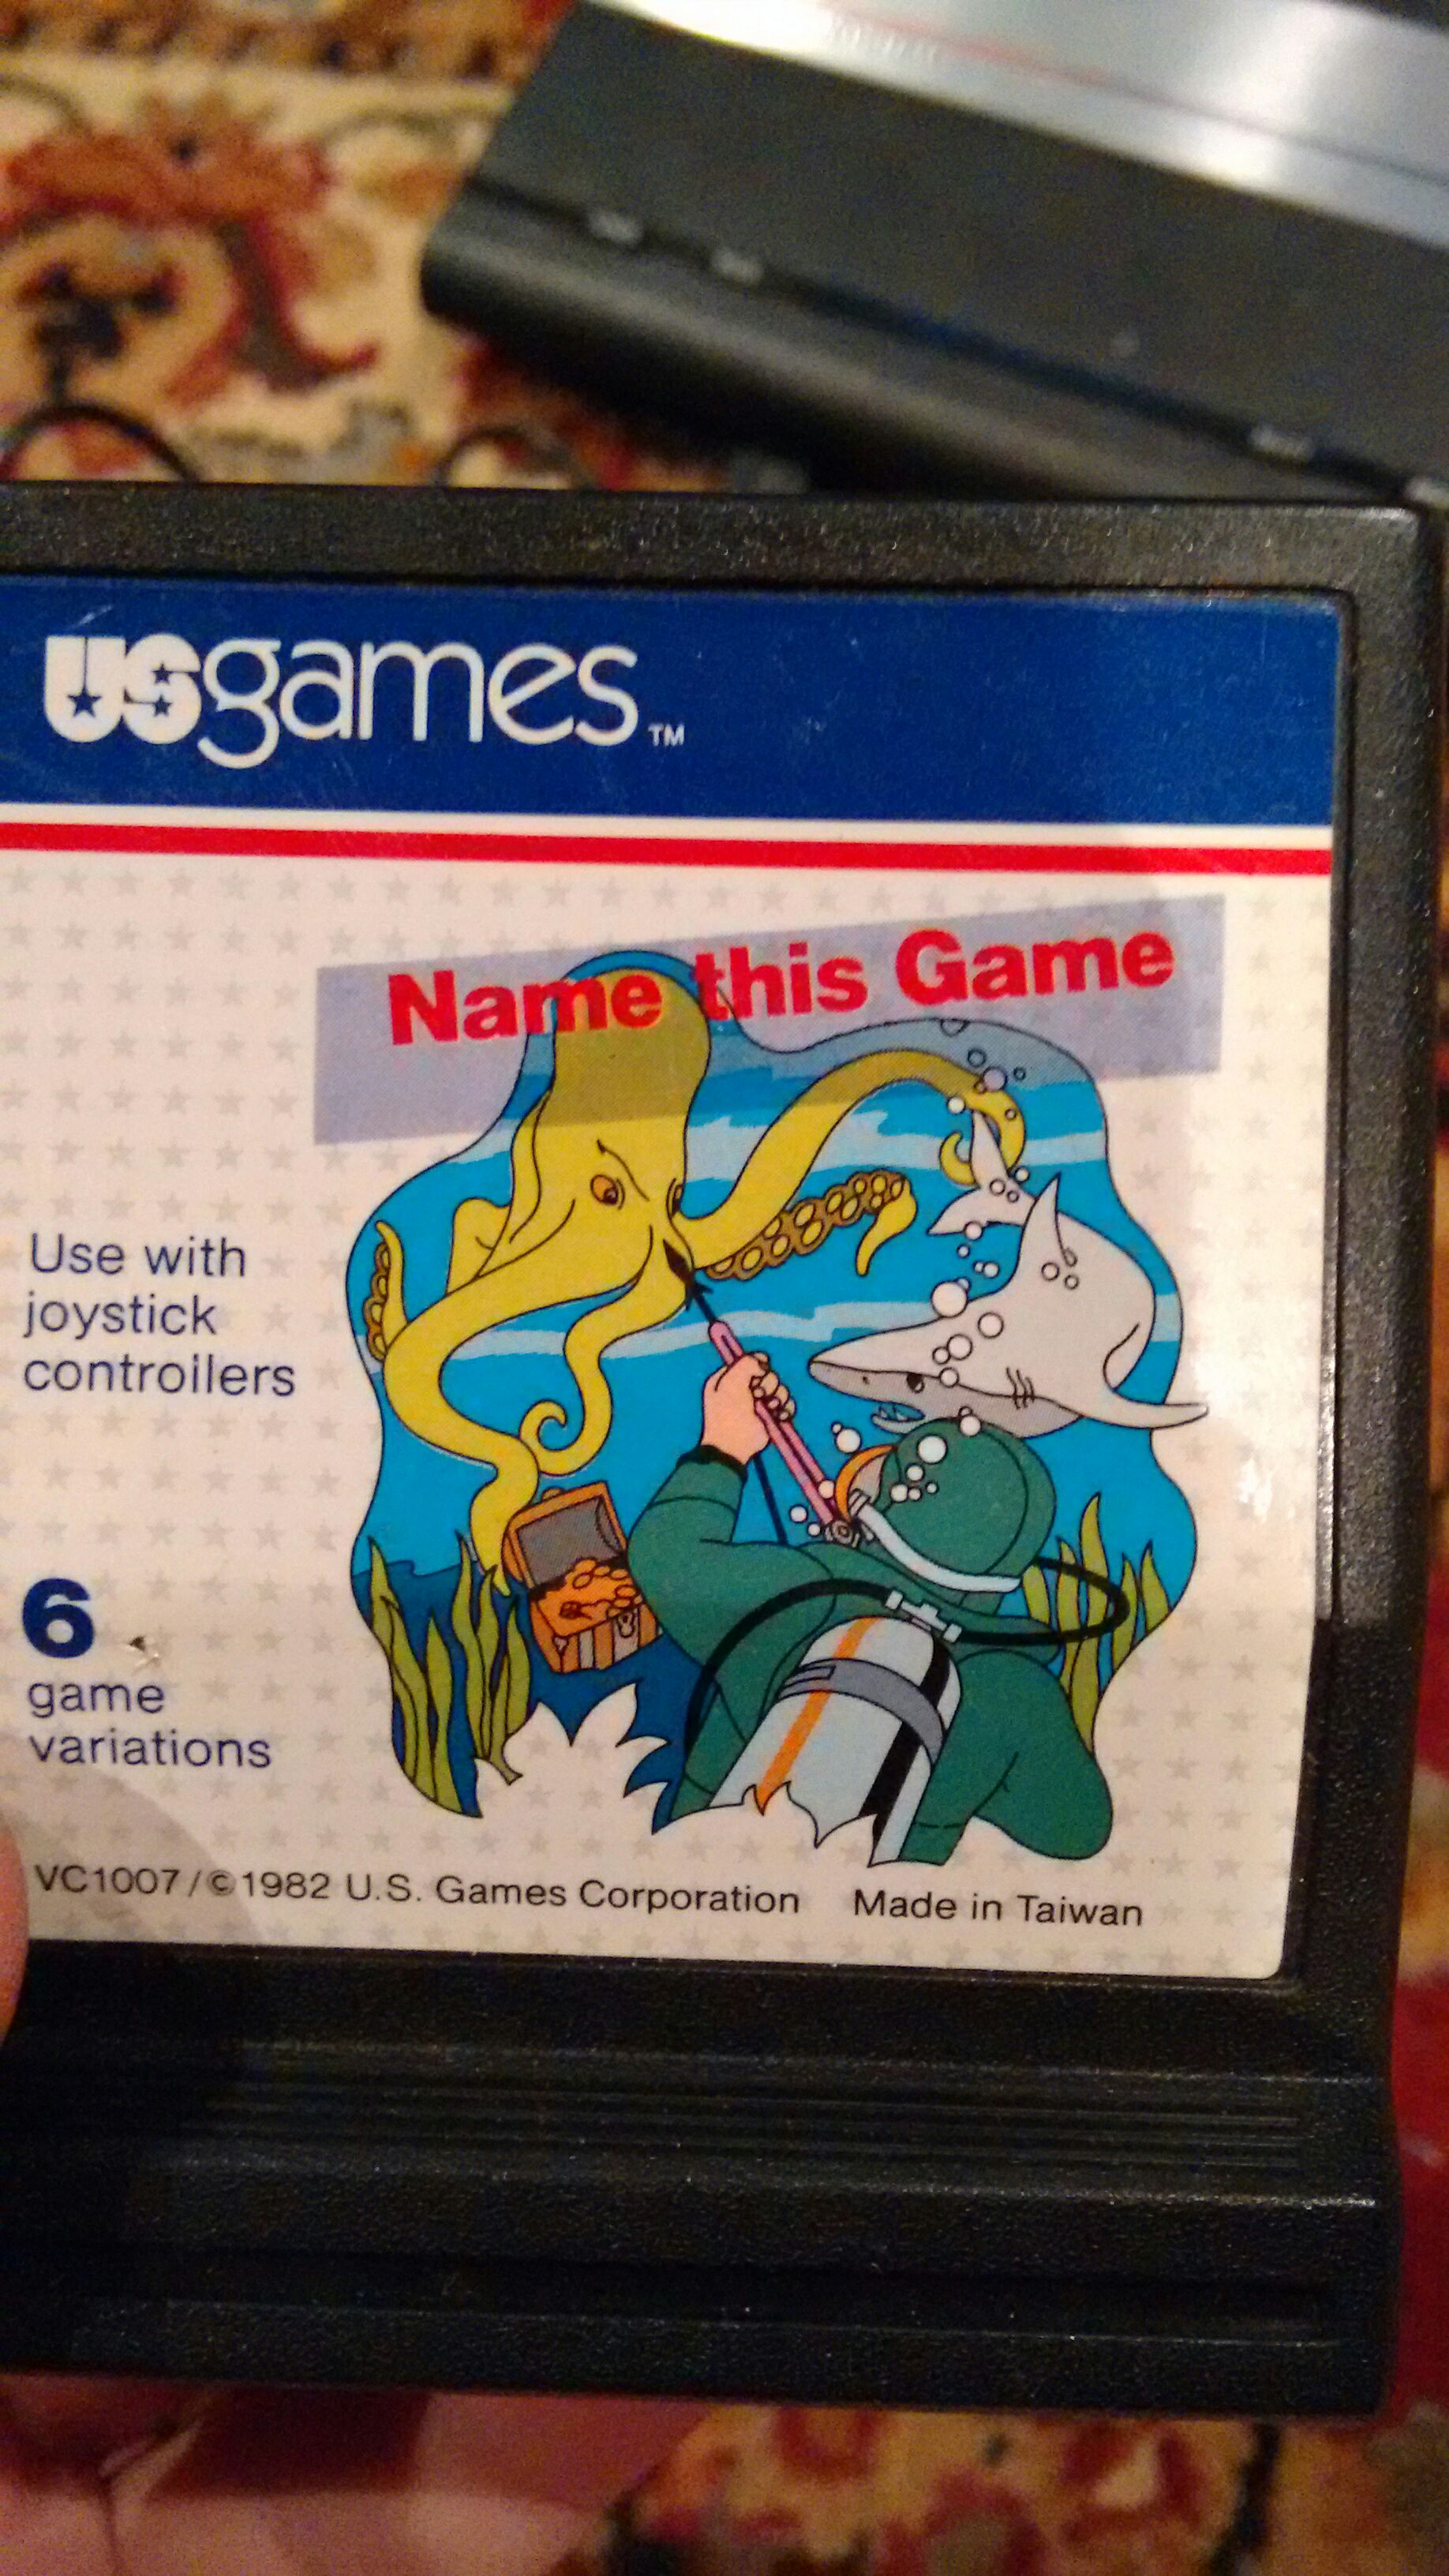 usgames™
Name this Game
Use with
joystick
controllers
6
game
variations
VC1007/©1982 U.S. Games Corporation Made in Taiwan